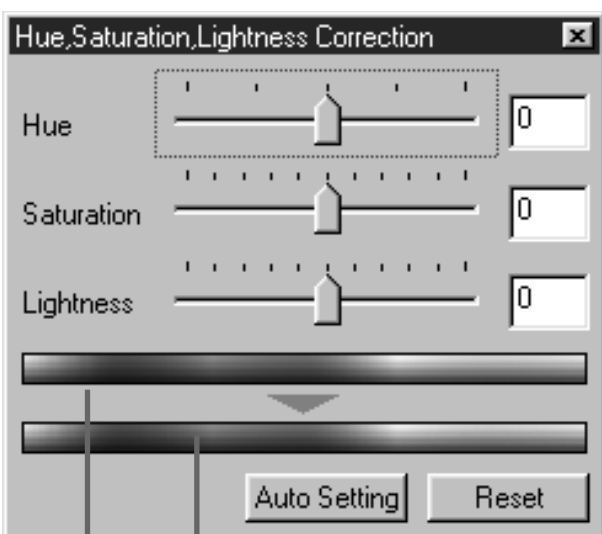 Hue,Saturation,Lightness Correction
Hue 0
Saturation 0
Lightness 0
Auto Setting Reset